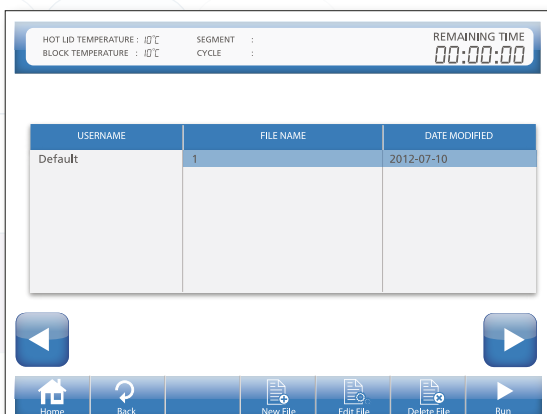 HOT LID TEMPERATURE : 10°C SEGMENT : REMAINING TIME
BLOCK TEMPERATURE : 10°C CYCLE : 00:00:00
USERNAME FILE NAME DATE MODIFIED
Default 1 2012-07-10
Home Back New File Edit File Delete File Run